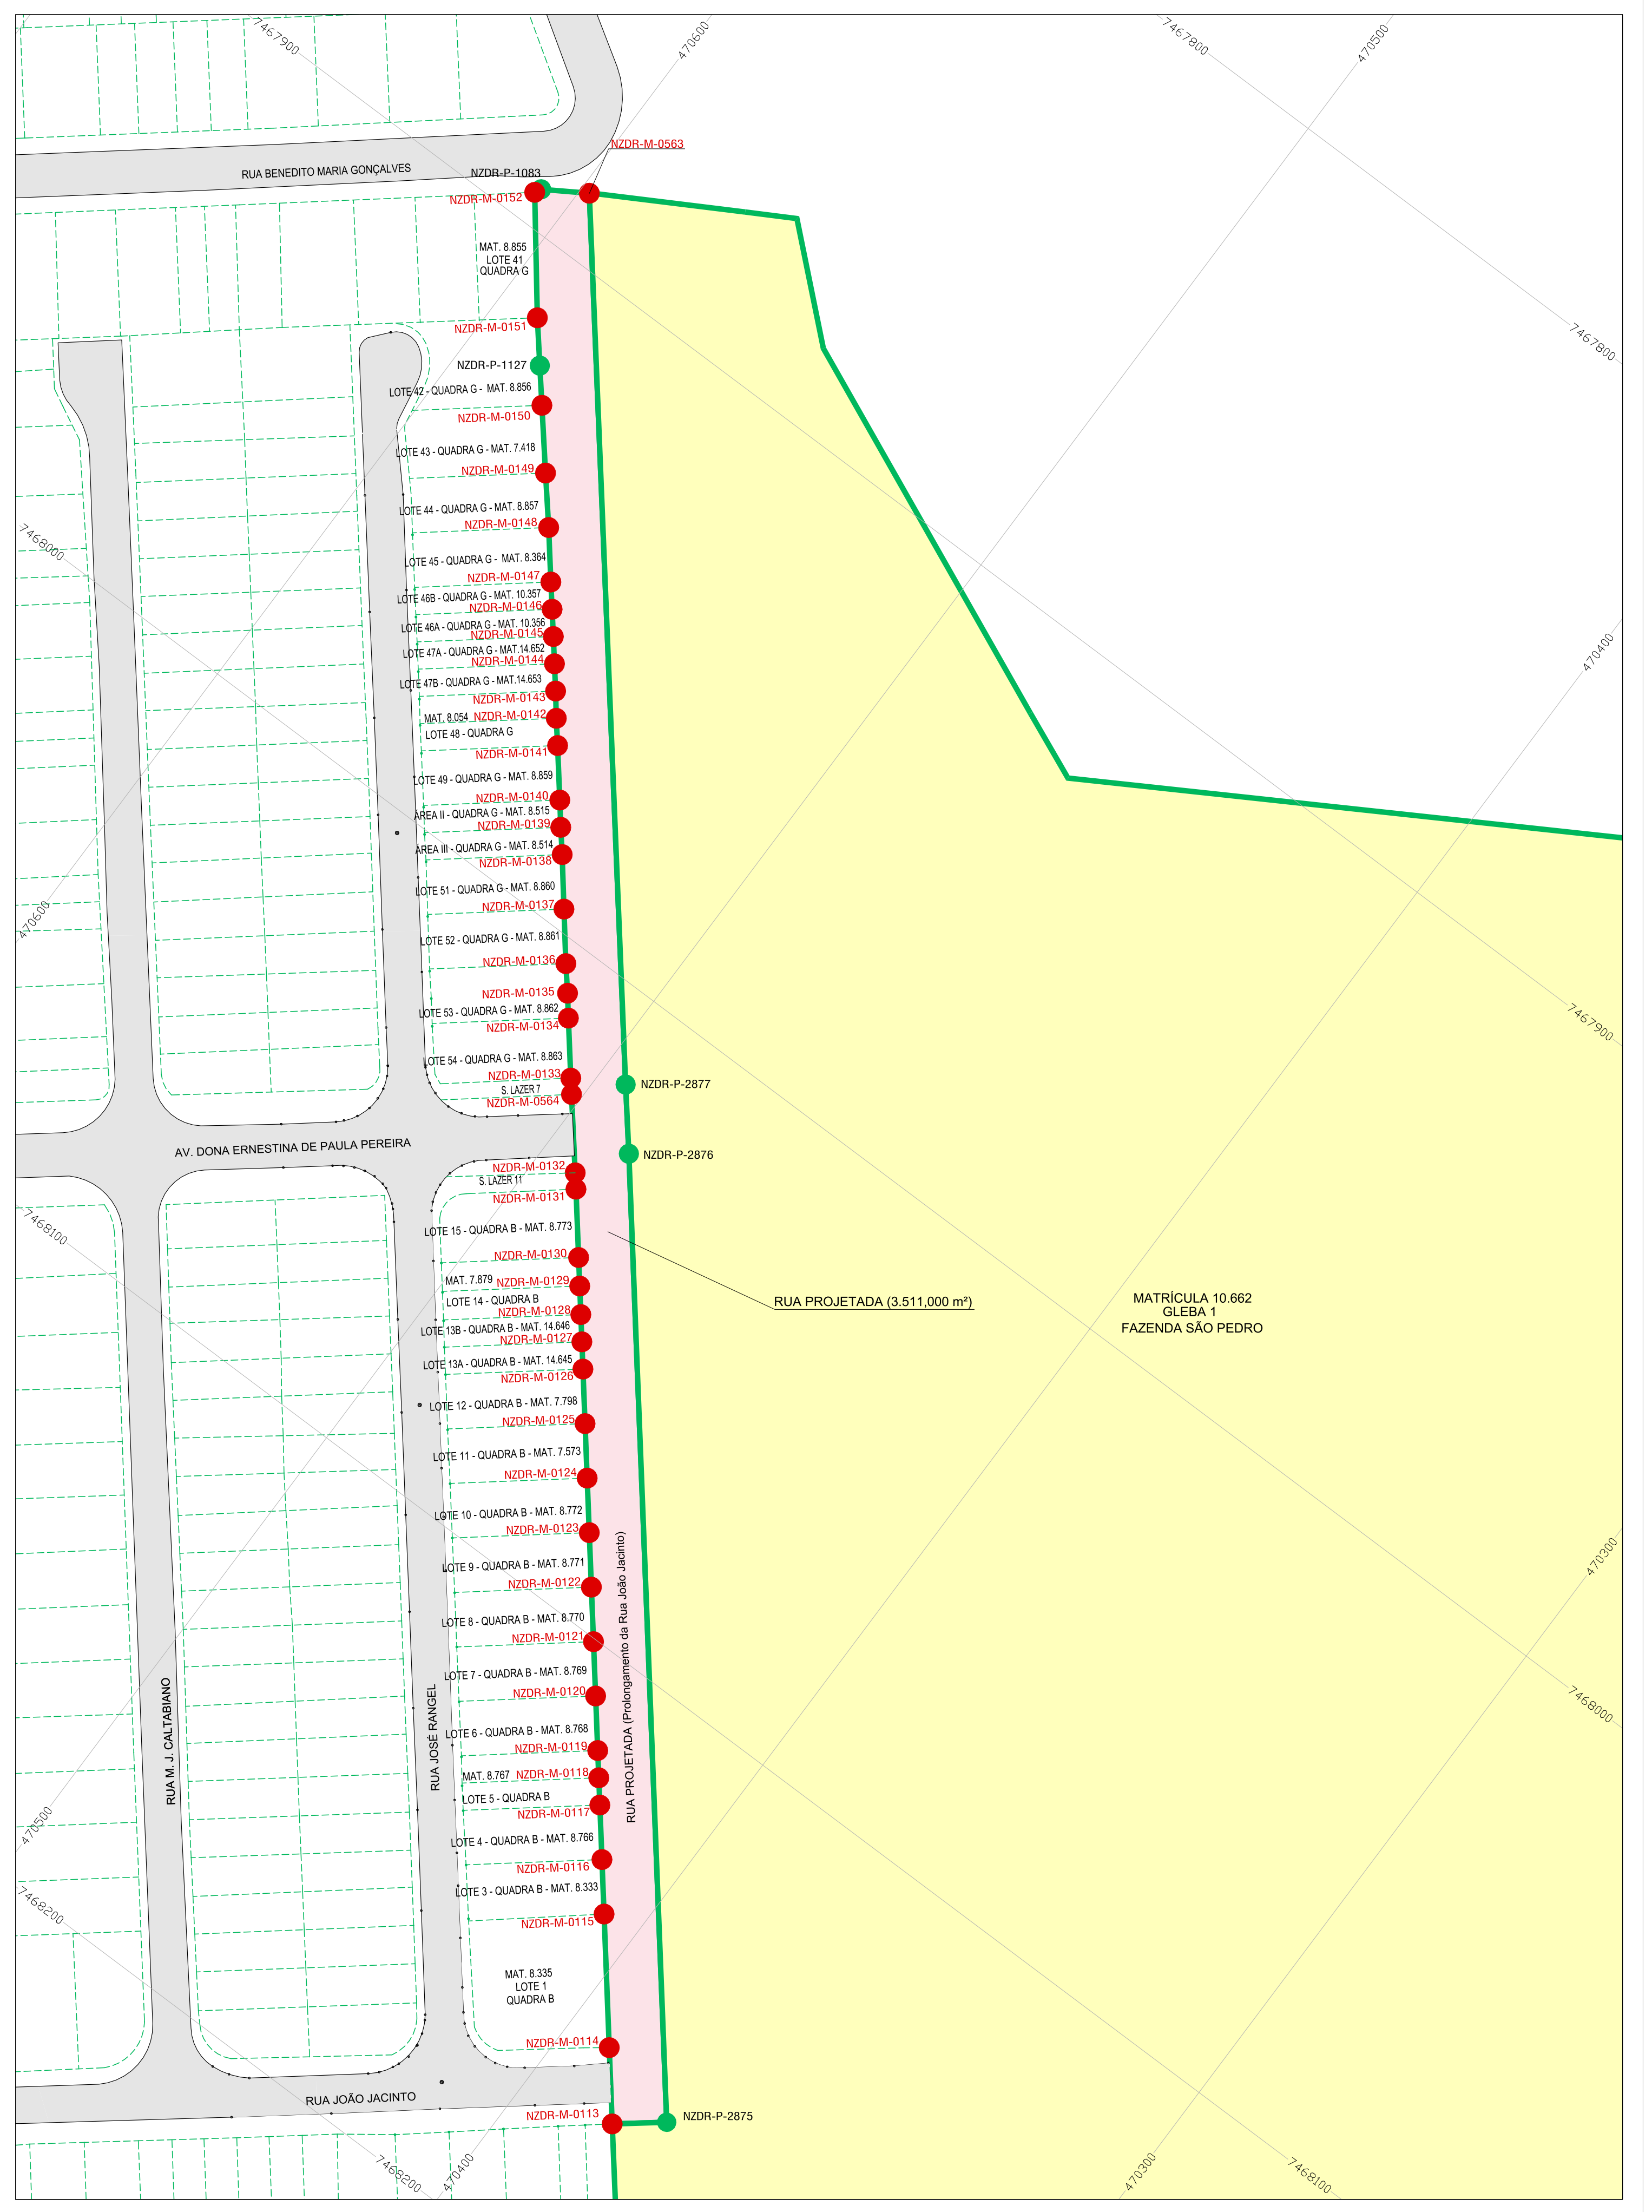 7467900
470600
7467800
470500
NZDR-M-0563
RUA BENEDITO MARIA GONÇALVES
NZDR-P-1083
NZDR-M-0152
MAT. 8.855
LOTE 41
QUADRA G
NZDR-M-0151
7467800
NZDR-P-1127
LOTE 42 - QUADRA G - MAT. 8.856
NZDR-M-0150
LOTE 43 - QUADRA G - MAT. 7.418
NZDR-M-0149
LOTE 44 - QUADRA G - MAT. 8.857
NZDR-M-0148
7468000
LOTE 45 - QUADRA G - MAT. 8.364
NZDR-M-0147
LOTE 46B - QUADRA G - MAT. 10.357
NZDR-M-0146
LOTE 46A - QUADRA G - MAT. 10.356
NZDR-M-0145
470400
LOTE 47A - QUADRA G - MAT.14.652
NZDR-M-0144
LOTE 47B - QUADRA G - MAT.14.653
NZDR-M-0143
MAT. 8.054 NZDR-M-0142
LOTE 48 - QUADRA G
NZDR-M-0141
LOTE 49 - QUADRA G - MAT. 8.859
NZDR-M-0140
ÁREA II - QUADRA G - MAT. 8.515
NZDR-M-0139
ÁREA III - QUADRA G - MAT. 8.514
NZDR-M-0138
LOTE 51 - QUADRA G - MAT. 8.860
NZDR-M-0137
470600
LOTE 52 - QUADRA G - MAT. 8.861
NZDR-M-0136
NZDR-M-0135
LOTE 53 - QUADRA G - MAT. 8.862
NZDR-M-0134
7467900
LOTE 54 - QUADRA G - MAT. 8.863
NZDR-M-0133
NZDR-P-2877
S. LAZER 7
NZDR-M-0564
AV. DONA ERNESTINA DE PAULA PEREIRA
NZDR-P-2876
NZDR-M-0132
S. LAZER 11
NZDR-M-0131
7468100
LOTE 15 - QUADRA B - MAT. 8.773
NZDR-M-0130
MAT. 7.879 NZDR-M-0129
LOTE 14 - QUADRA B
RUA PROJETADA (3.511,000 m²)
MATRÍCULA 10.662
GLEBA 1
FAZENDA SÃO PEDRO
NZDR-M-0128
LOTE 13B - QUADRA B - MAT. 14.646
NZDR-M-0127
LOTE 13A - QUADRA B - MAT. 14.645
NZDR-M-0126
LOTE 12 - QUADRA B - MAT. 7.798
NZDR-M-0125
LOTE 11 - QUADRA B - MAT. 7.573
NZDR-M-0124
LOTE 10 - QUADRA B - MAT. 8.772
NZDR-M-0123
470300
LOTE 9 - QUADRA B - MAT. 8.771
NZDR-M-0122
LOTE 8 - QUADRA B - MAT. 8.770
NZDR-M-0121
RUA PROJETADA (Prolongamento da Rua João Jacinto)
LOTE 7 - QUADRA B - MAT. 8.769
NZDR-M-0120
7468000
RUA M. J. CALTABIANO
RUA JOSÉ RANGEL
LOTE 6 - QUADRA B - MAT. 8.768
NZDR-M-0119
MAT. 8.767 NZDR-M-0118
LOTE 5 - QUADRA B
NZDR-M-0117
470500
LOTE 4 - QUADRA B - MAT. 8.766
NZDR-M-0116
LOTE 3 - QUADRA B - MAT. 8.333
NZDR-M-0115
7468200
MAT. 8.335
LOTE 1
QUADRA B
NZDR-M-0114
RUA JOÃO JACINTO
NZDR-M-0113
NZDR-P-2875
7468200
470400
470300
7468100